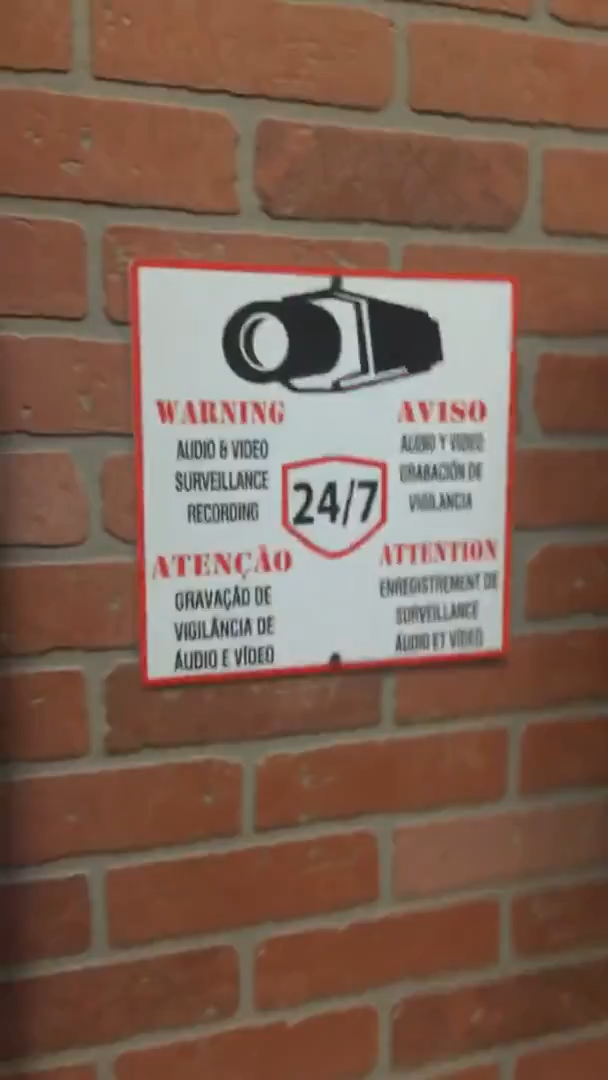 WARNING
AUDIO & VIDEO
SURVEILLANCE
RECORDING
AVISO
AUDIO Y VIDEO
GRABACIÓN DE
VIGILANCIA
24/7
ATENÇÃO
GRAVAÇÃO DE
VIGILÂNCIA DE
ÁUDIO E VÍDEO
ATTENTION
ENREGISTREMENT DE
SURVEILLANCE
AUDIO ET VIDÉO